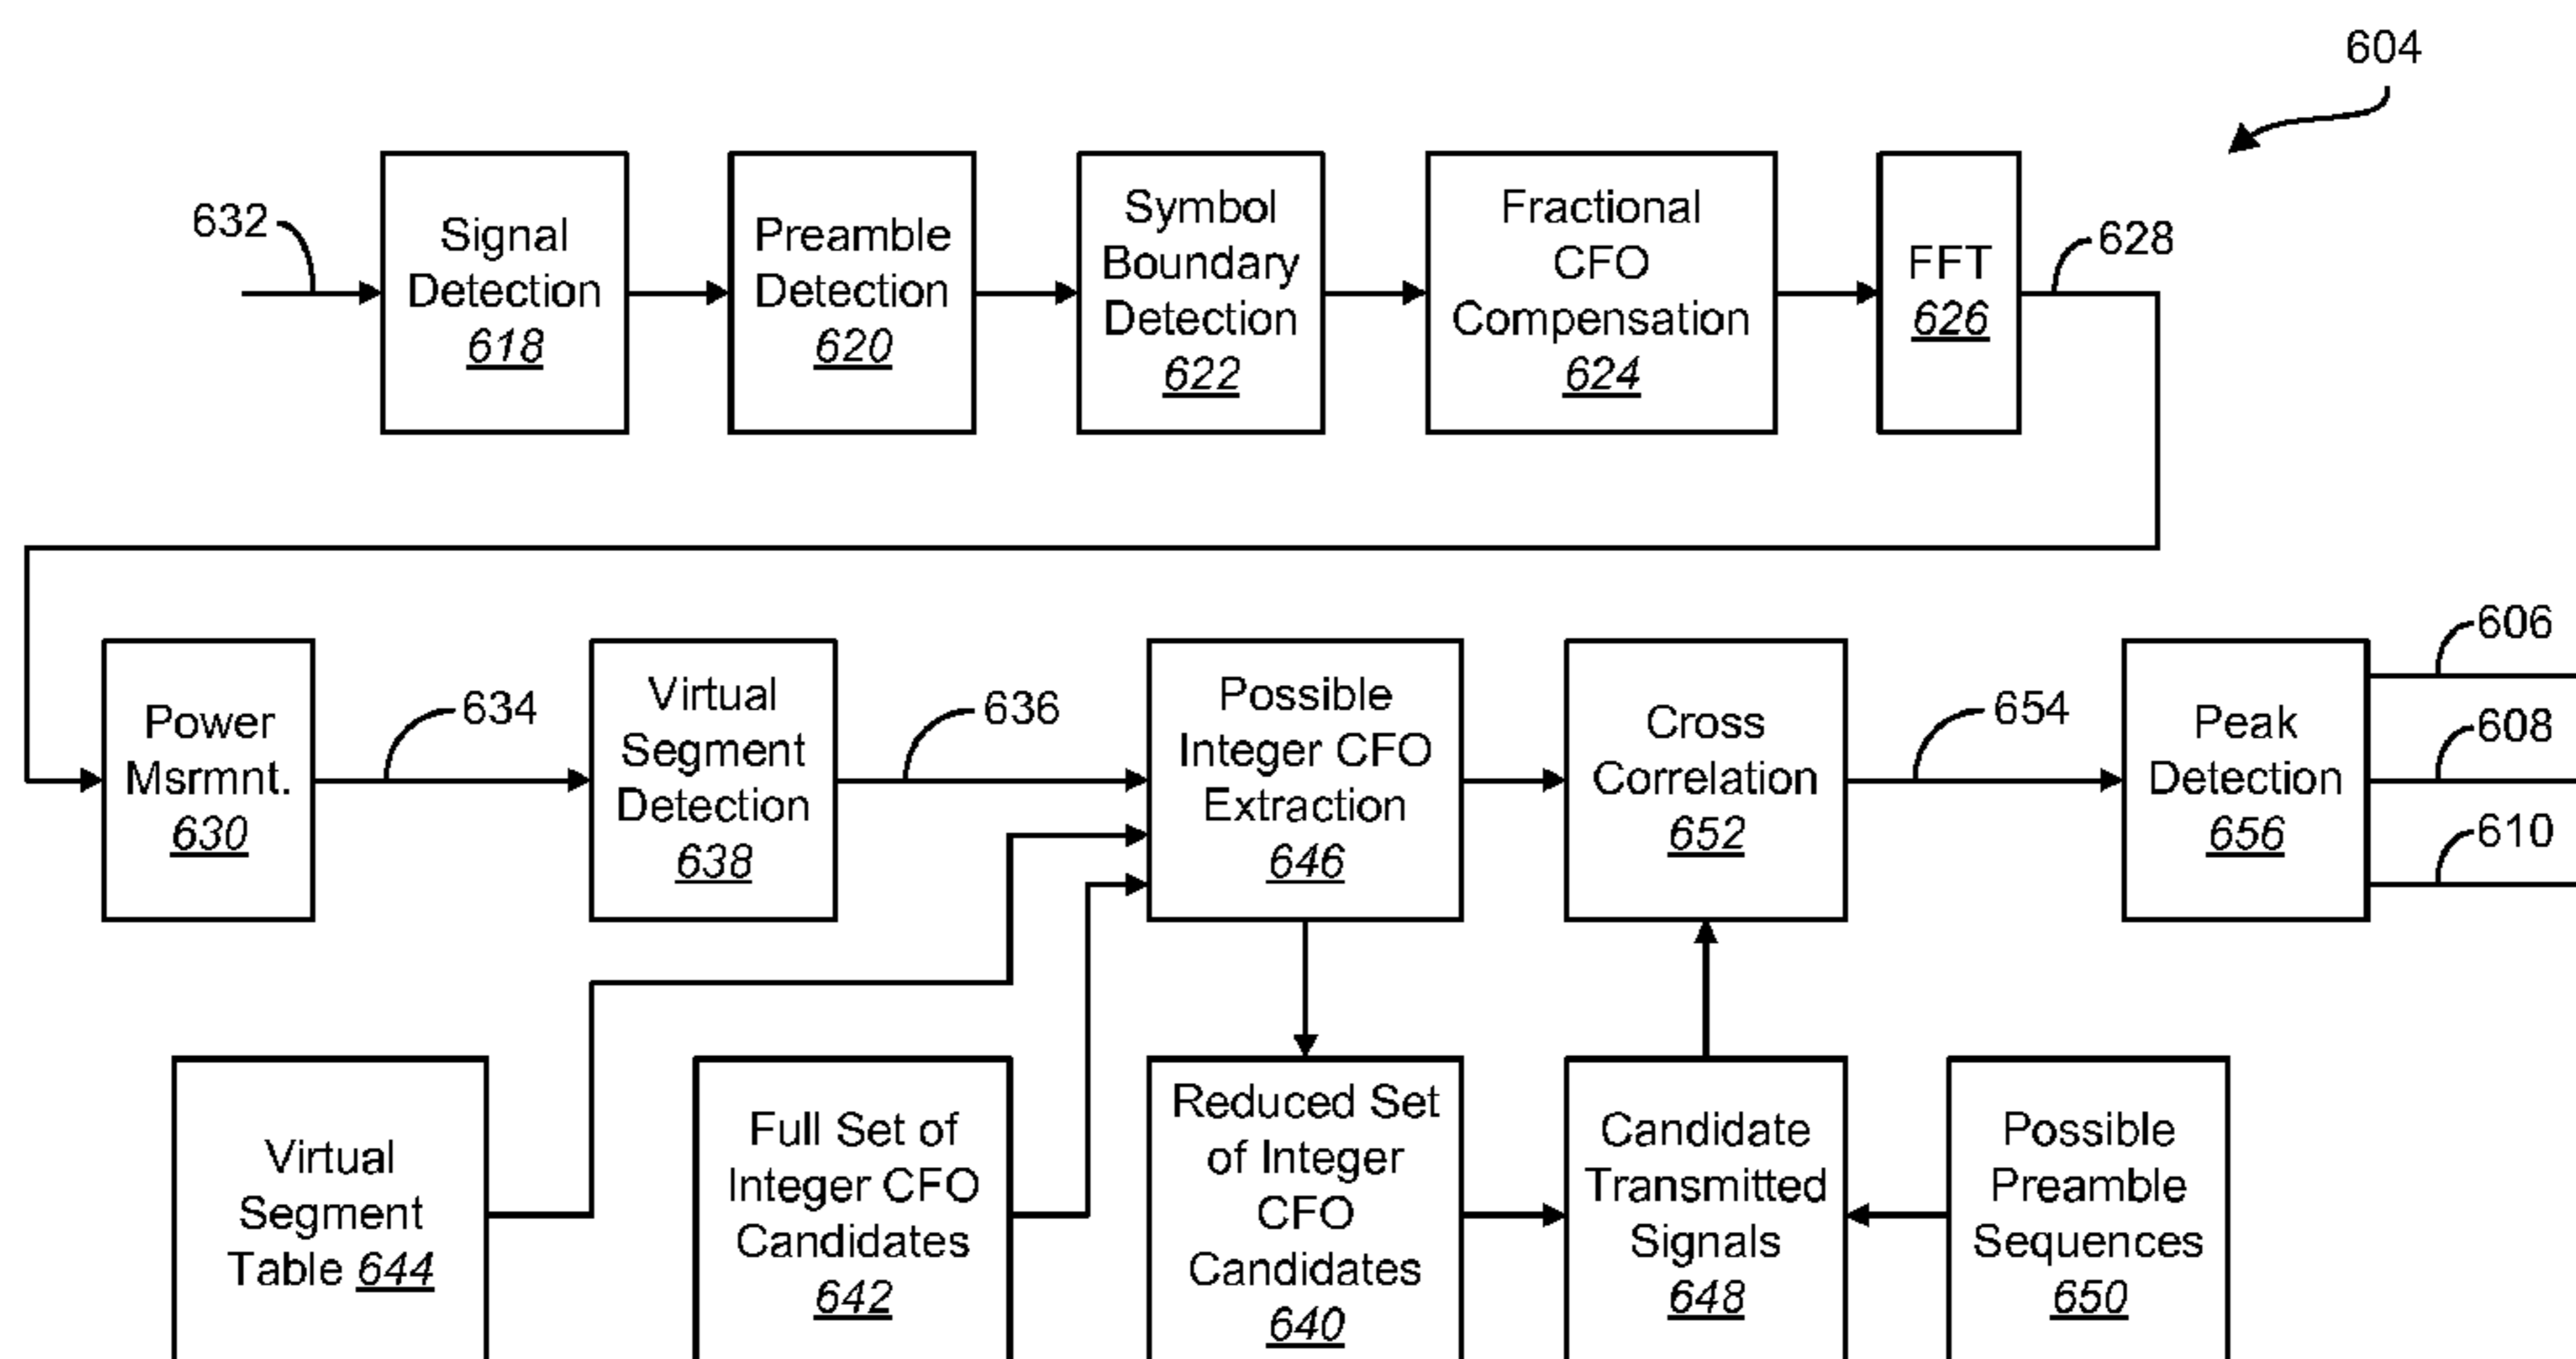 604
632
Signal
Detection
618
Preamble
Detection
620
Symbol
Boundary
Detection
622
Fractional
CFO
Compensation
624
FFT
626
628
Power
Msrmnt.
630
634
Virtual
Segment
Detection
638
636
Possible
Integer CFO
Extraction
646
Cross
Correlation
652
654
Peak
Detection
656
606
608
610
Virtual
Segment
Table 644
Full Set of
Integer CFO
Candidates
642
Reduced Set
of Integer
CFO
Candidates
640
Candidate
Transmitted
Signals
648
Possible
Preamble
Sequences
650